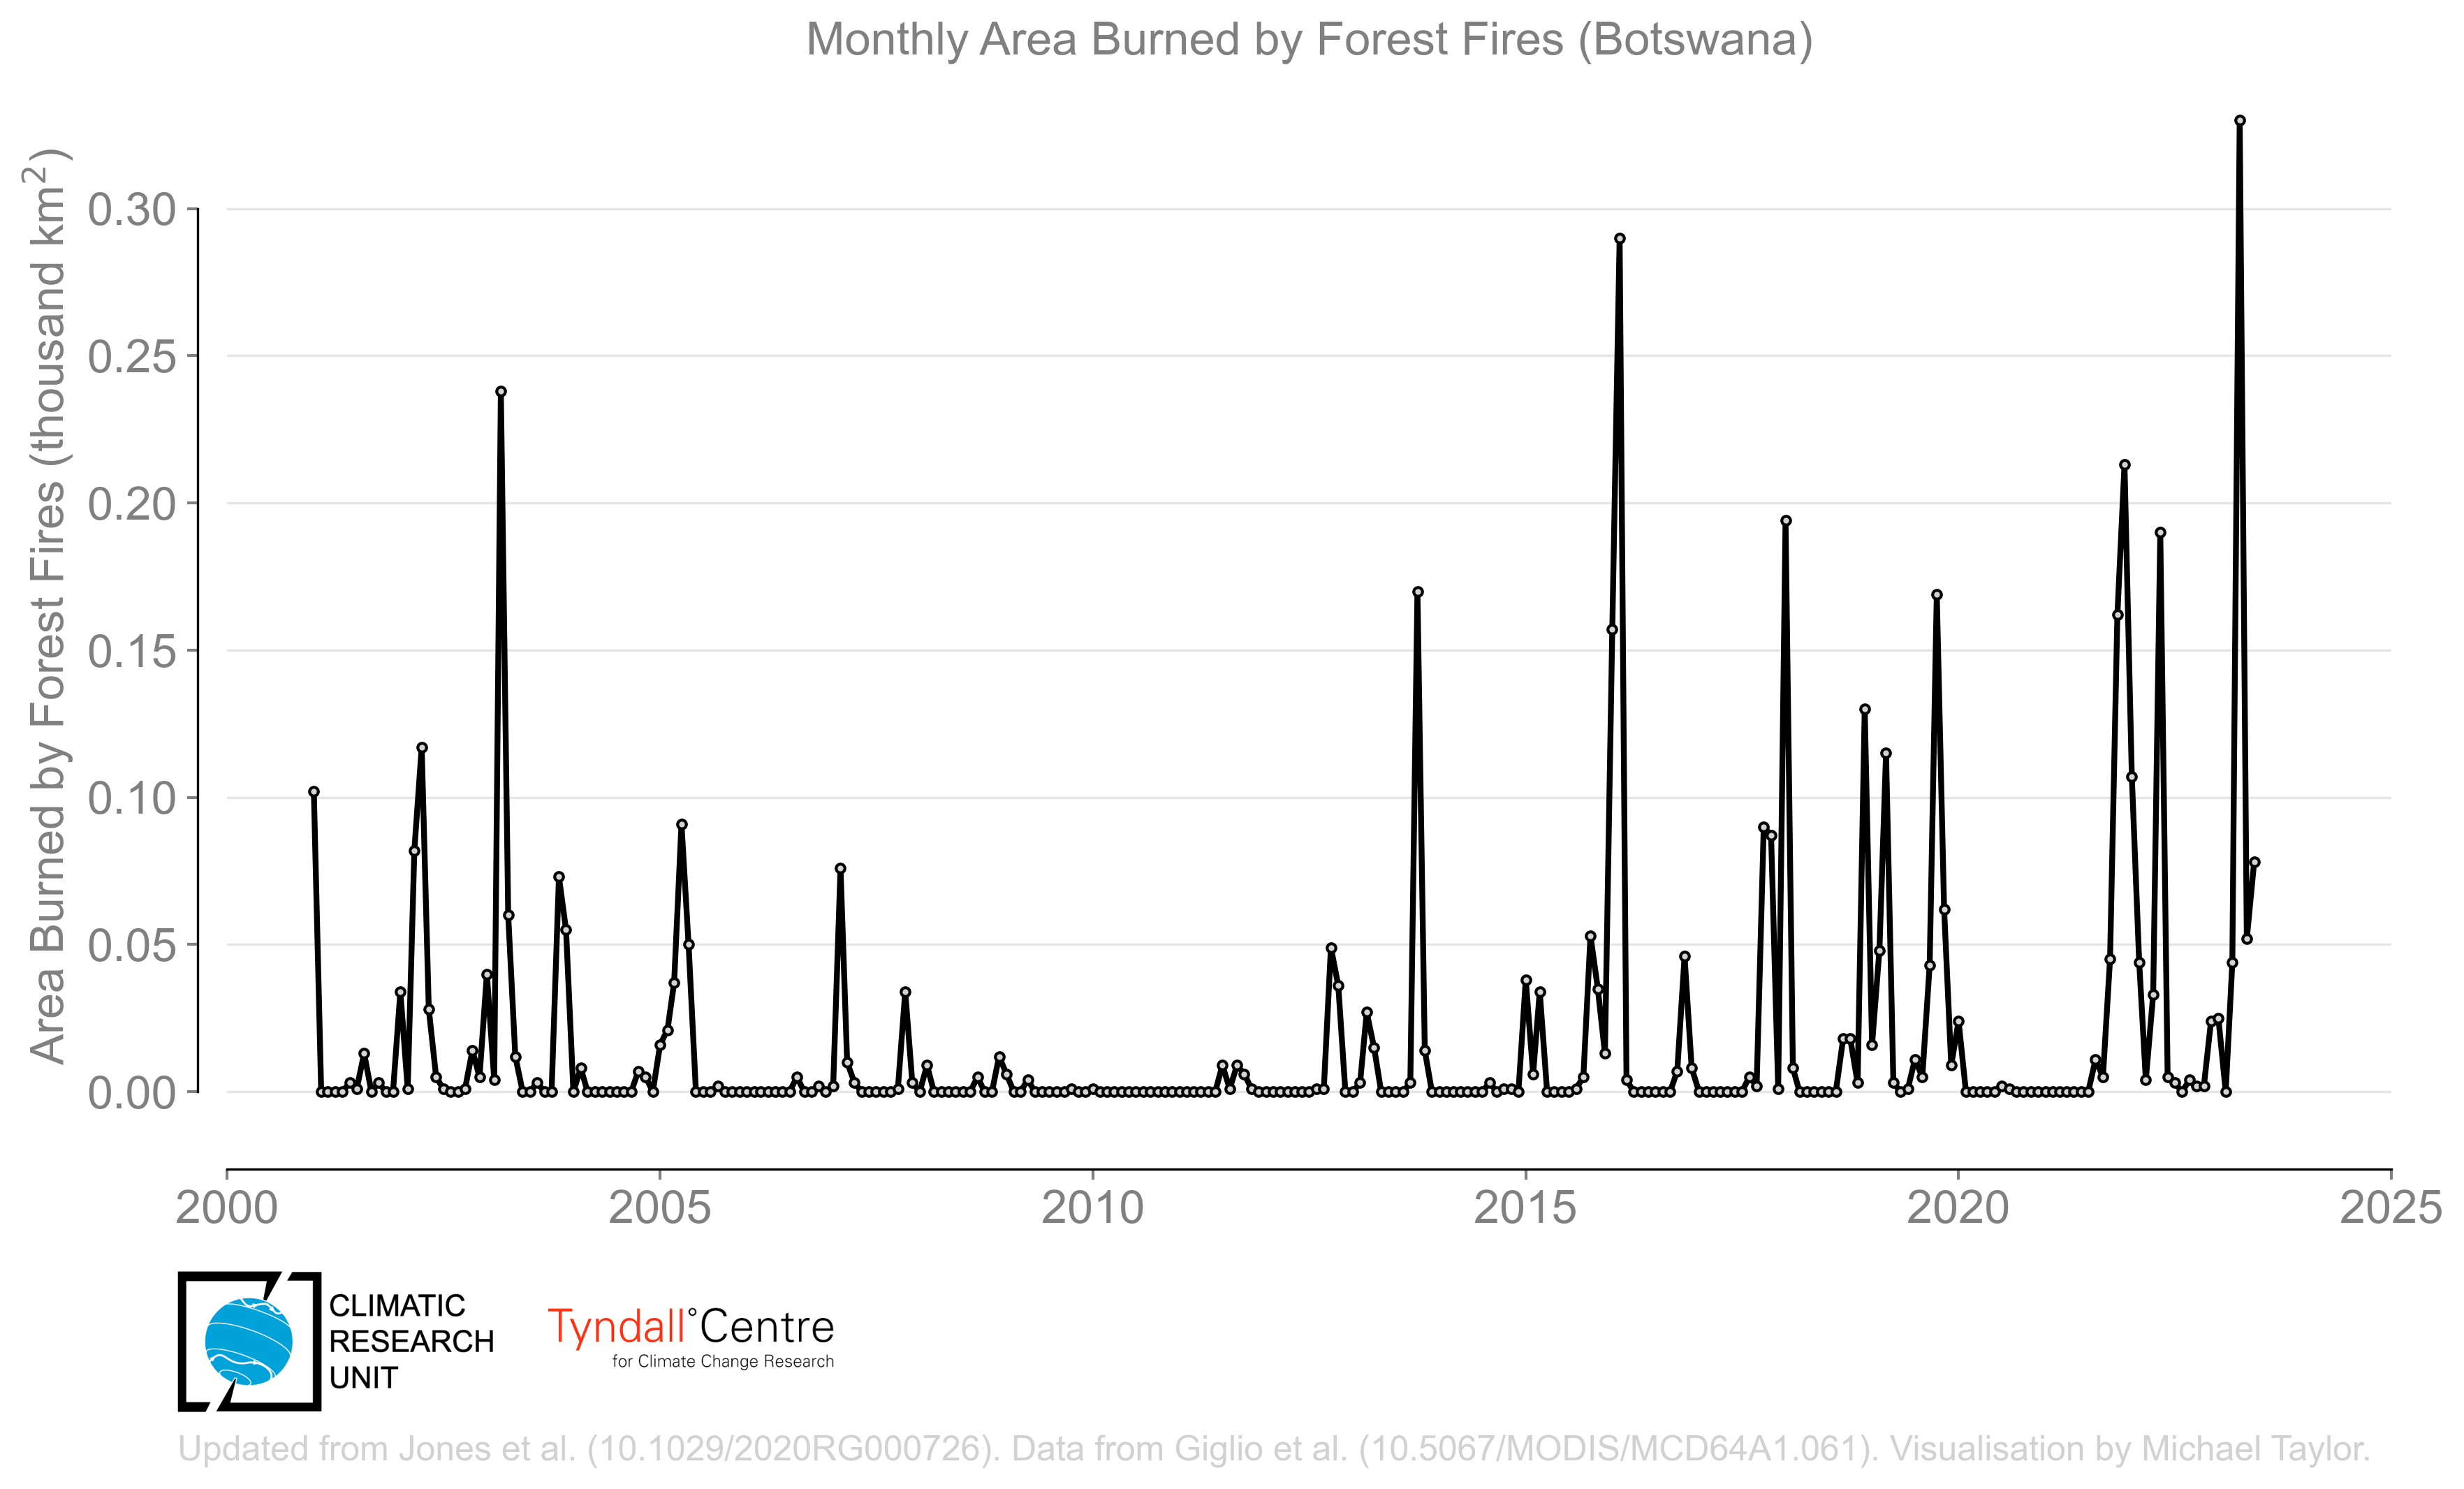 Monthly Area Burned by Forest Fires (Botswana)
Area Burned by Forest Fires (thousand km²)
0.30
0.25
0.20
0.15
0.10
0.05
0.00
2000 2005 2010 2015 2020 2025
CLIMATIC
RESEARCH
UNIT
Tyndall°Centre
for Climate Change Research
Updated from Jones et al. (10.1029/2020RG000726). Data from Giglio et al. (10.5067/MODIS/MCD64A1.061). Visualisation by Michael Taylor.